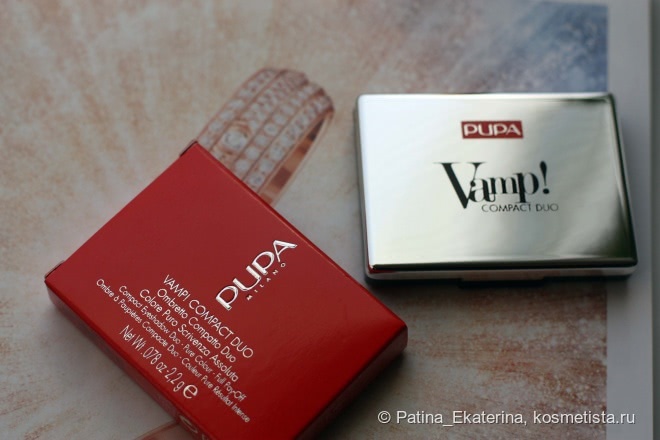 PUPA
Vamp!
COMPACT DUO
PUPA
MILANO
VAMP! COMPACT DUO
Ombretto Compatto Duo
Colore Puro Scrivenza Assoluta
Compact Eyeshadow Duo - Pure Colour - Full Pay-Off
Ombre à Paupières Compacte Duo - Couleur Pure Résultat Intense
Net Wt. .078 oz 2,2g e
© Patina_Ekaterina, kosmetista.ru/